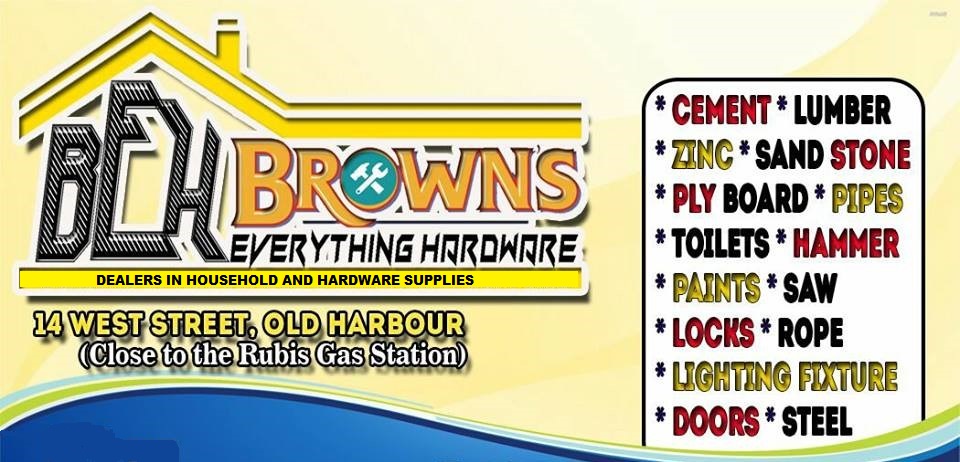 BEH
BROWNS
EVERYTHING HARDWARE
DEALERS IN HOUSEHOLD AND HARDWARE SUPPLIES
14 WEST STREET, OLD HARBOUR
(Close to the Rubis Gas Station)
* CEMENT * LUMBER
* ZINC * SAND STONE
* PLY BOARD * PIPES
* TOILETS * HAMMER
* PAINTS * SAW
* LOCKS * ROPE
* LIGHTING FIXTURE
* DOORS * STEEL